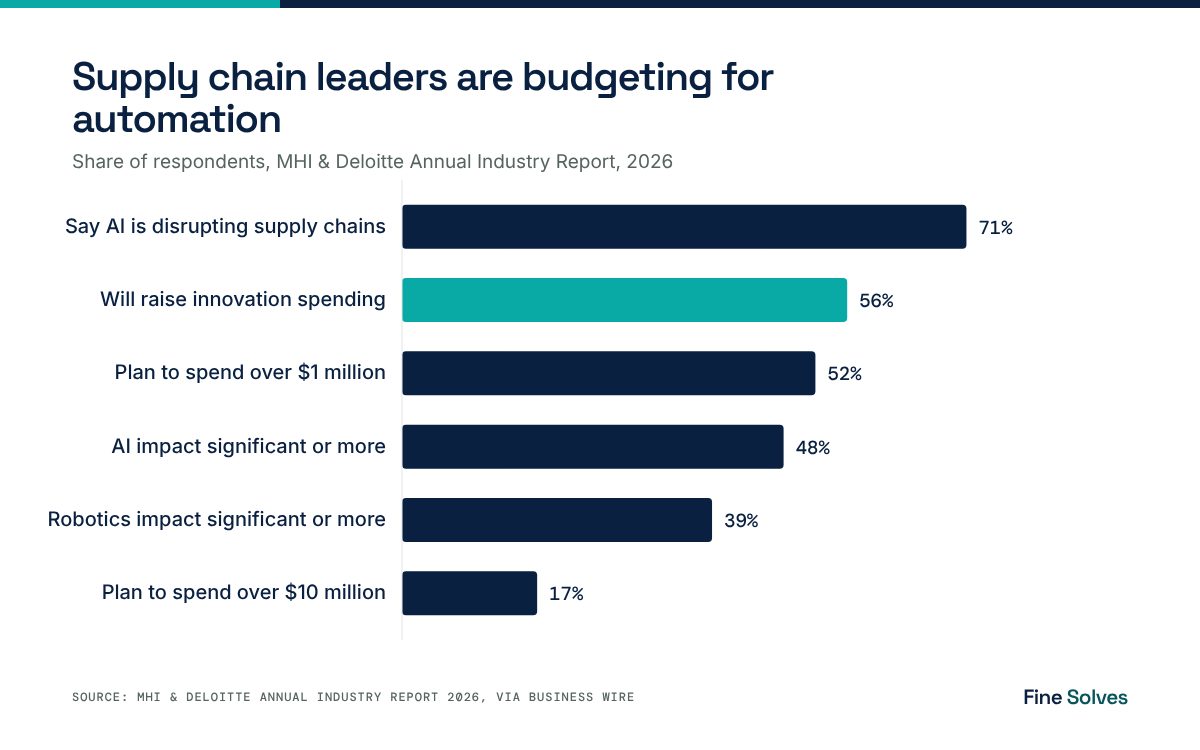 Supply chain leaders are budgeting for
automation
Share of respondents, MHI & Deloitte Annual Industry Report, 2026
Say AI is disrupting supply chains 71%
Will raise innovation spending 56%
Plan to spend over $1 million 52%
AI impact significant or more 48%
Robotics impact significant or more 39%
Plan to spend over $10 million 17%
SOURCE: MHI & DELOITTE ANNUAL INDUSTRY REPORT 2026, VIA BUSINESS WIRE
Fine Solves